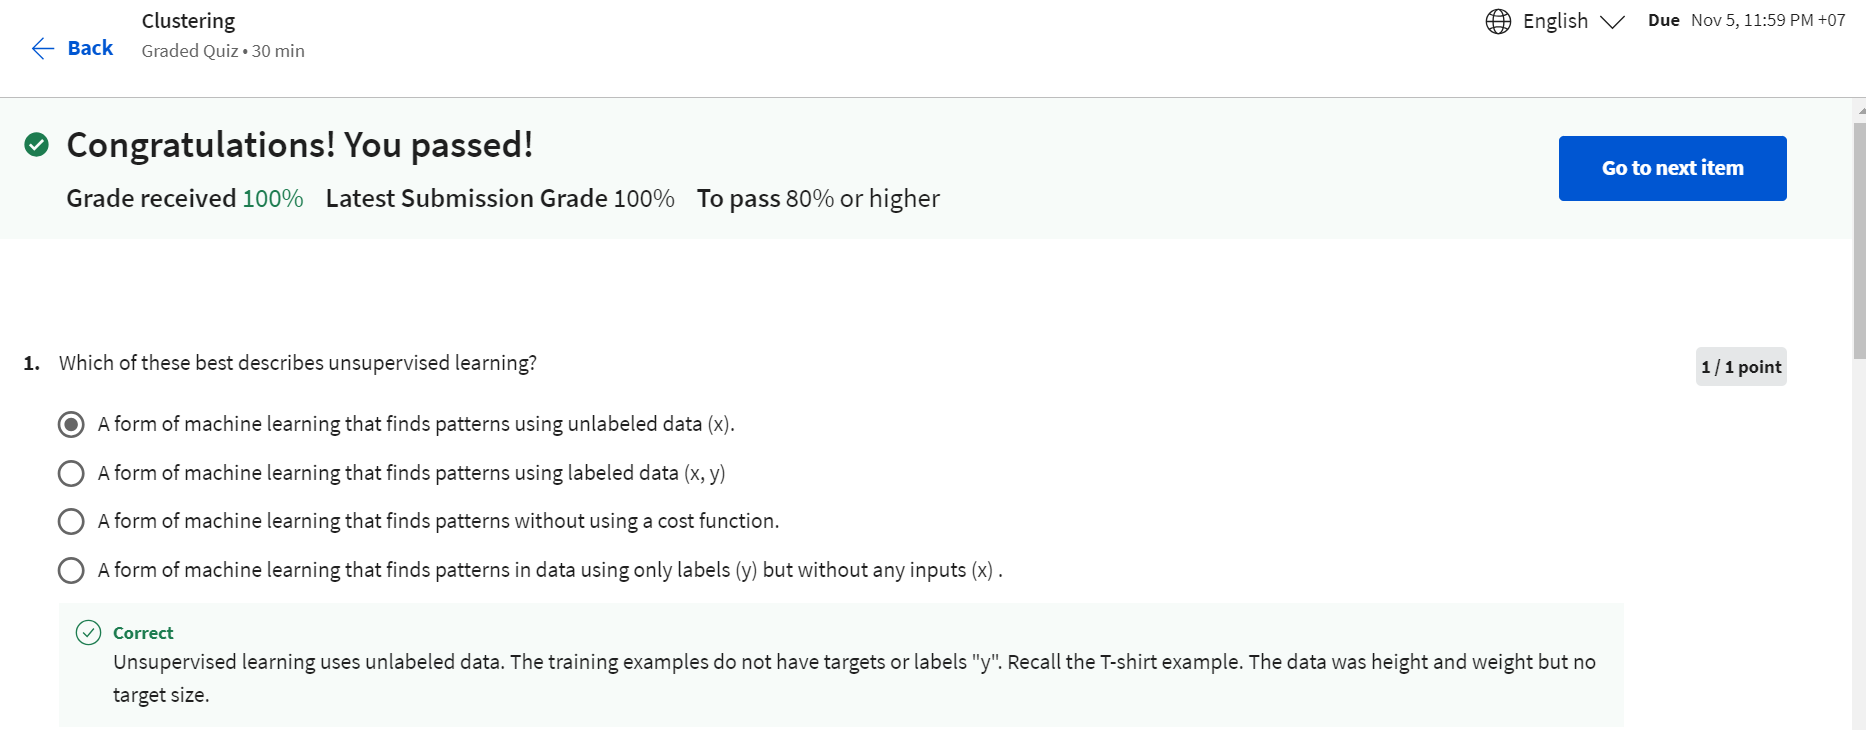 Back
Clustering
Graded Quiz • 30 min
English
Due Nov 5, 11:59 PM +07
Congratulations! You passed!
Grade received 100% Latest Submission Grade 100% To pass 80% or higher
Go to next item
1. Which of these best describes unsupervised learning?
1 / 1 point
A form of machine learning that finds patterns using unlabeled data (x).
A form of machine learning that finds patterns using labeled data (x, y)
A form of machine learning that finds patterns without using a cost function.
A form of machine learning that finds patterns in data using only labels (y) but without any inputs (x) .
Correct
Unsupervised learning uses unlabeled data. The training examples do not have targets or labels "y". Recall the T-shirt example. The data was height and weight but no
target size.